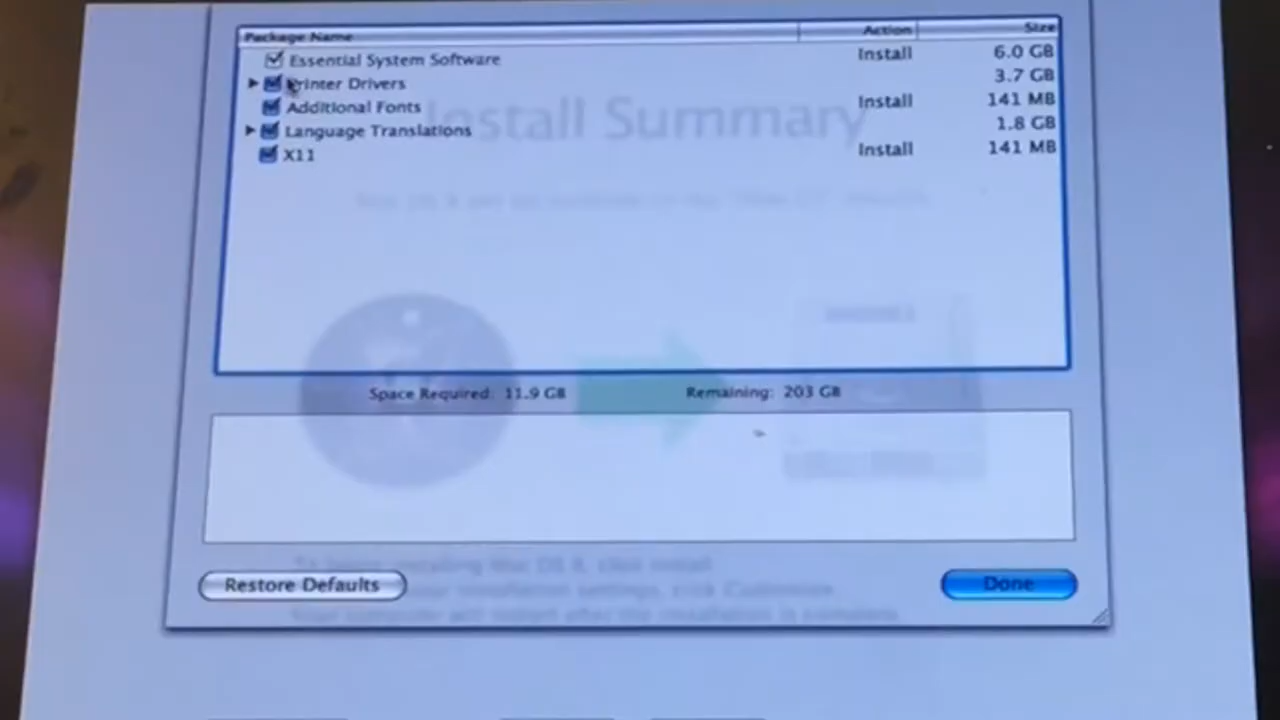 Package Name Action Size
Essential System Software Install 6.0 GB
Printer Drivers 3.7 GB
Additional Fonts Install 141 MB
Install Summary
Language Translations 1.8 GB
X11 Install 141 MB
Space Required: 11.9 GB Remaining: 203 GB
Restore Defaults Done